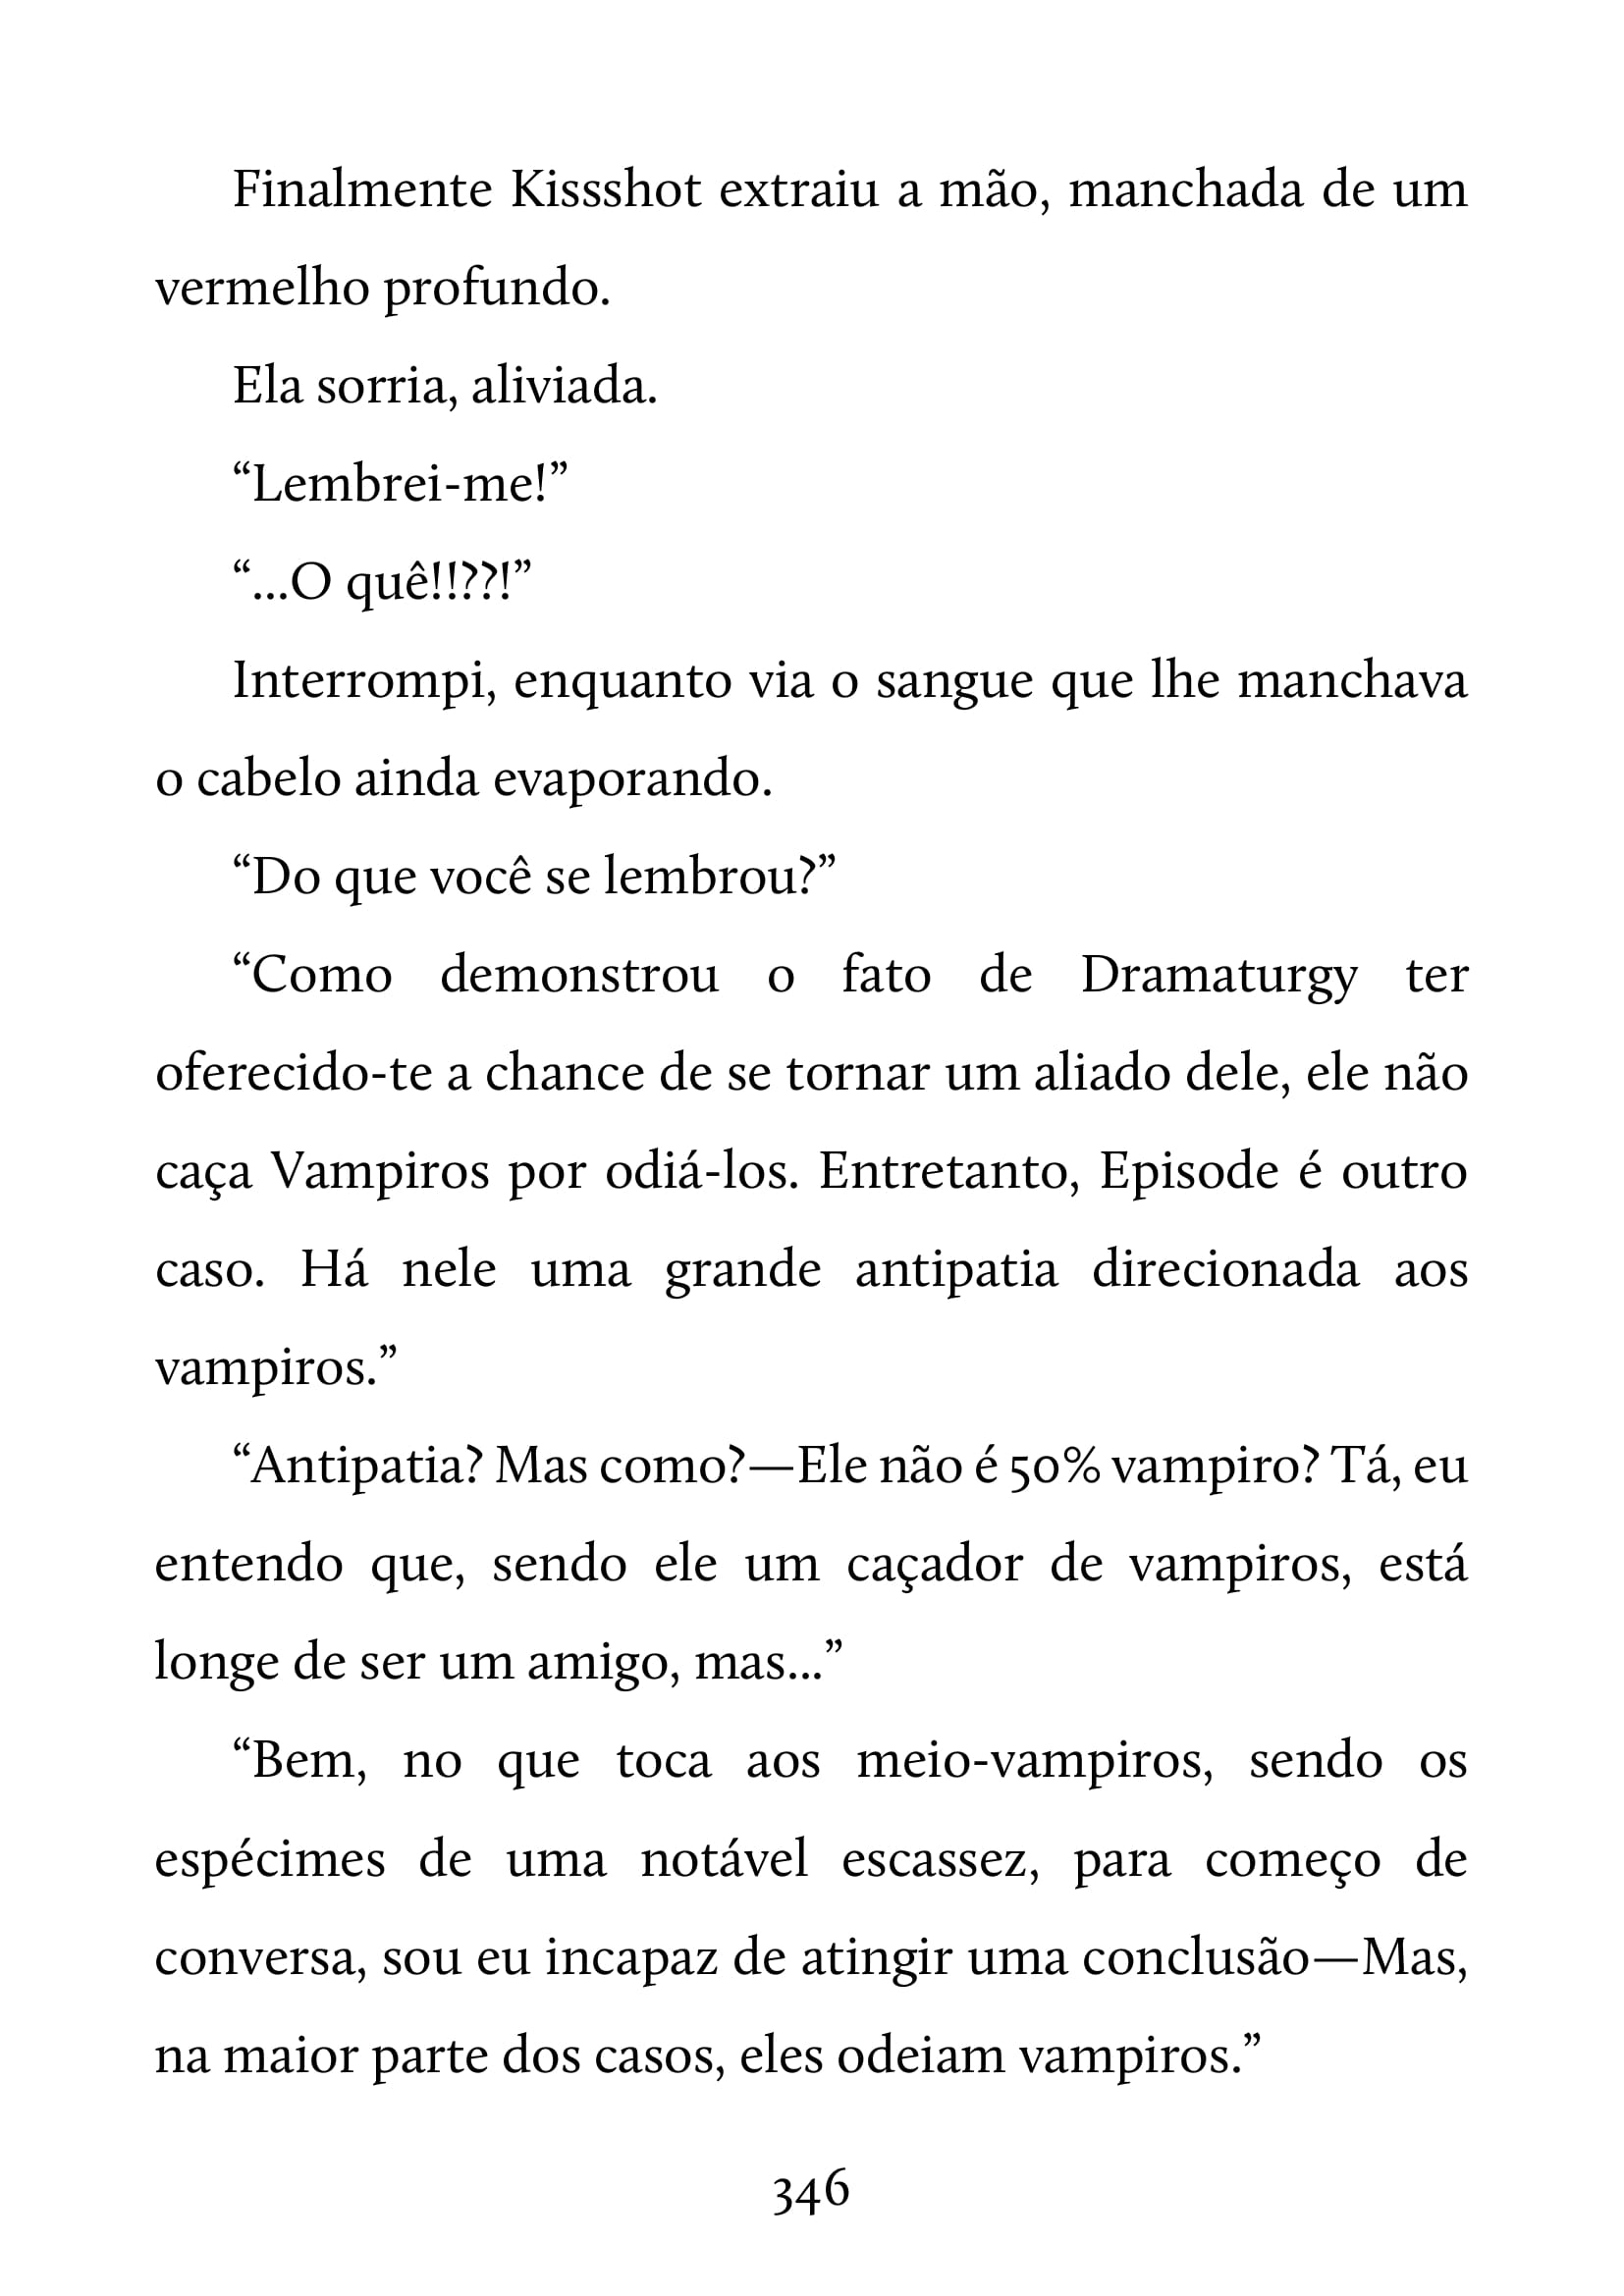 Finalmente Kissshot extraiu a mão, manchada de um
vermelho profundo.
Ela sorria, aliviada.
“Lembrei-me!”
“...O quê!!??!”
Interrompi, enquanto via o sangue que lhe manchava
o cabelo ainda evaporando.
“Do que você se lembrou?”
“Como demonstrou o fato de Dramaturgy ter
oferecido-te a chance de se tornar um aliado dele, ele não
caça Vampiros por odiá-los. Entretanto, Episode é outro
caso. Há nele uma grande antipatia direcionada aos
vampiros.”
“Antipatia? Mas como?—Ele não é 50% vampiro? Tá, eu
entendo que, sendo ele um caçador de vampiros, está
longe de ser um amigo, mas...”
“Bem, no que toca aos meio-vampiros, sendo os
espécimes de uma notável escassez, para começo de
conversa, sou eu incapaz de atingir uma conclusão—Mas,
na maior parte dos casos, eles odeiam vampiros.”
346